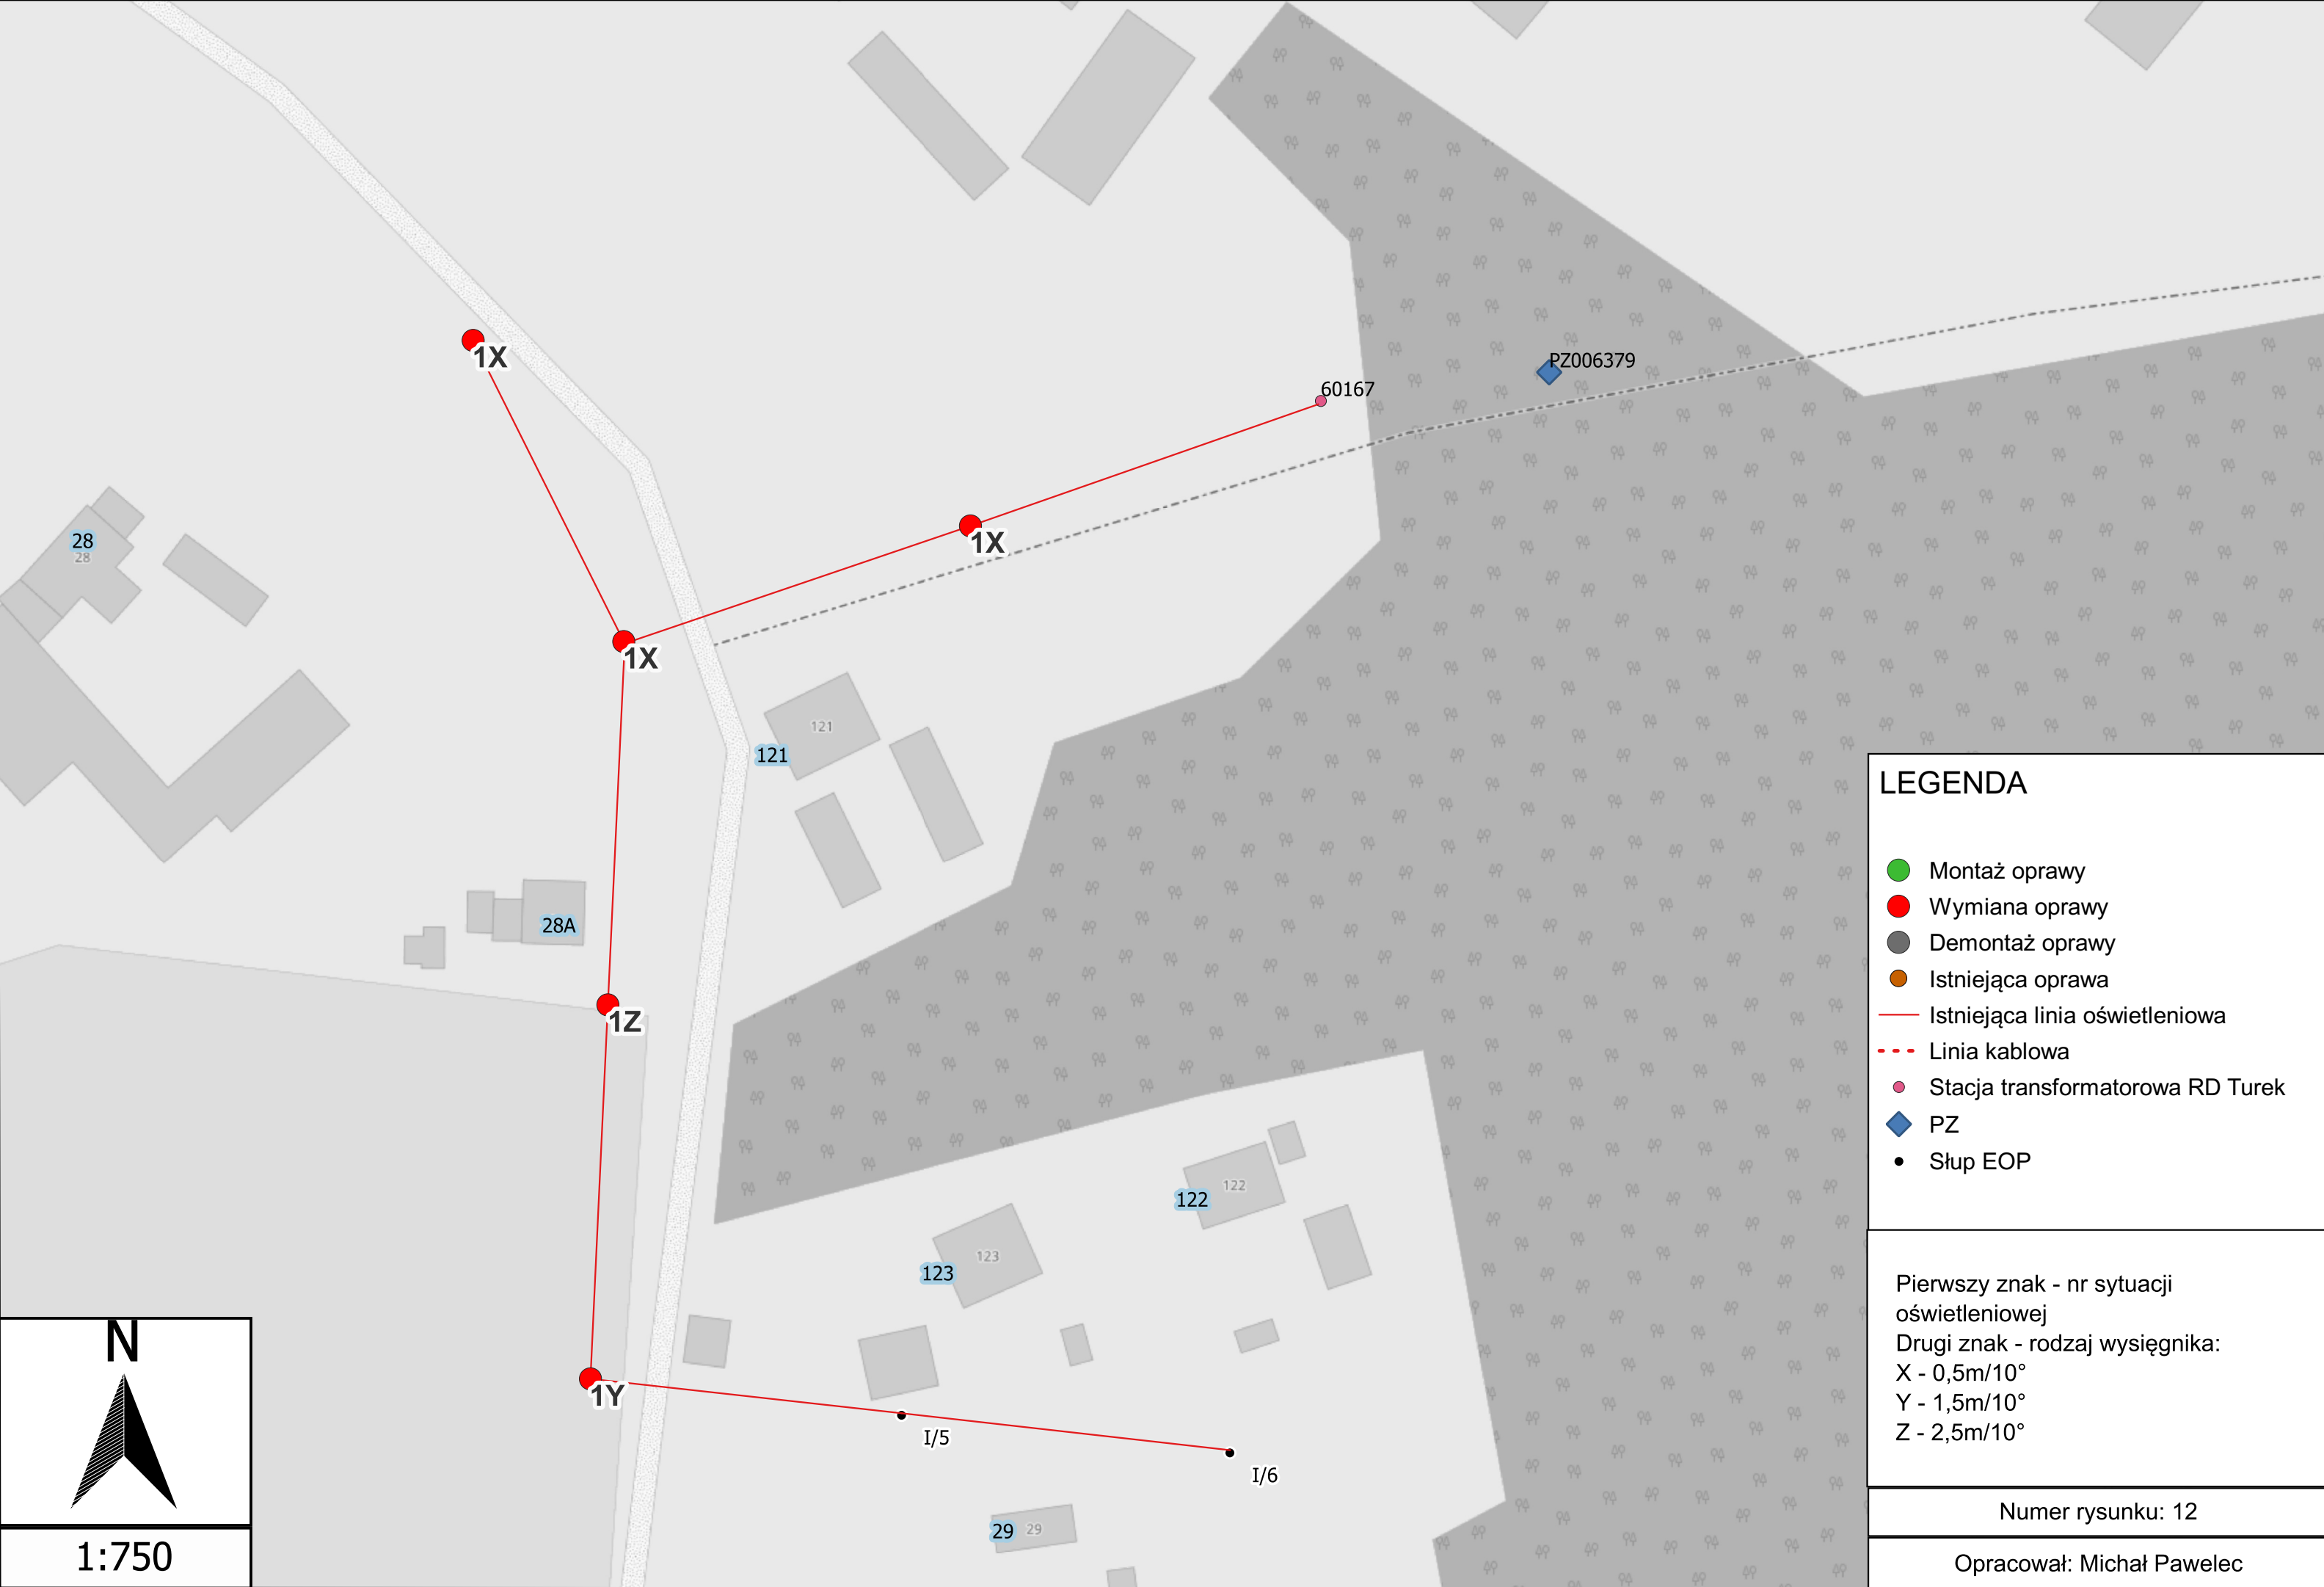 1X
PZ006379
60167
28
28
1X
1X
121
121
28A
1Z
122
122
123
123
1Y
I/5
I/6
29
29
N
1:750
LEGENDA
Montaż oprawy
Wymiana oprawy
Demontaż oprawy
Istniejąca oprawa
Istniejąca linia oświetleniowa
Linia kablowa
Stacja transformatorowa RD Turek
PZ
Słup EOP
Pierwszy znak - nr sytuacji
oświetleniowej
Drugi znak - rodzaj wysięgnika:
X - 0,5m/10°
Y - 1,5m/10°
Z - 2,5m/10°
Numer rysunku: 12
Opracował: Michał Pawelec